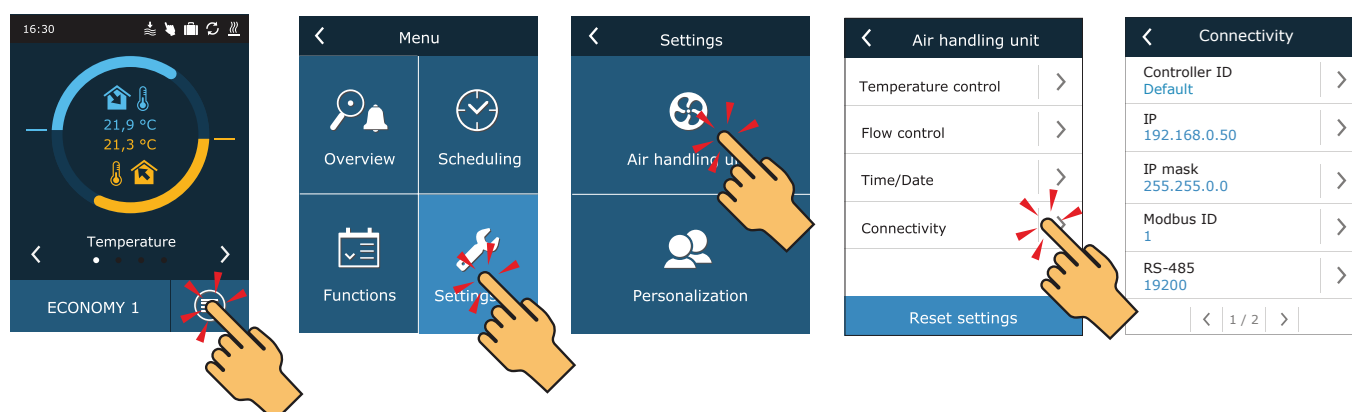 16:30
21,9 °C
21,3 °C
Temperature
ECONOMY 1
Menu
Overview
Scheduling
Functions
Settings
Settings
Air handling
Personalization
Air handling unit
Temperature control
Flow control
Time/Date
Connectivity
Reset settings
Connectivity
Controller ID
Default
IP
192.168.0.50
IP mask
255.255.0.0
Modbus ID
1
RS-485
19200
1 / 2